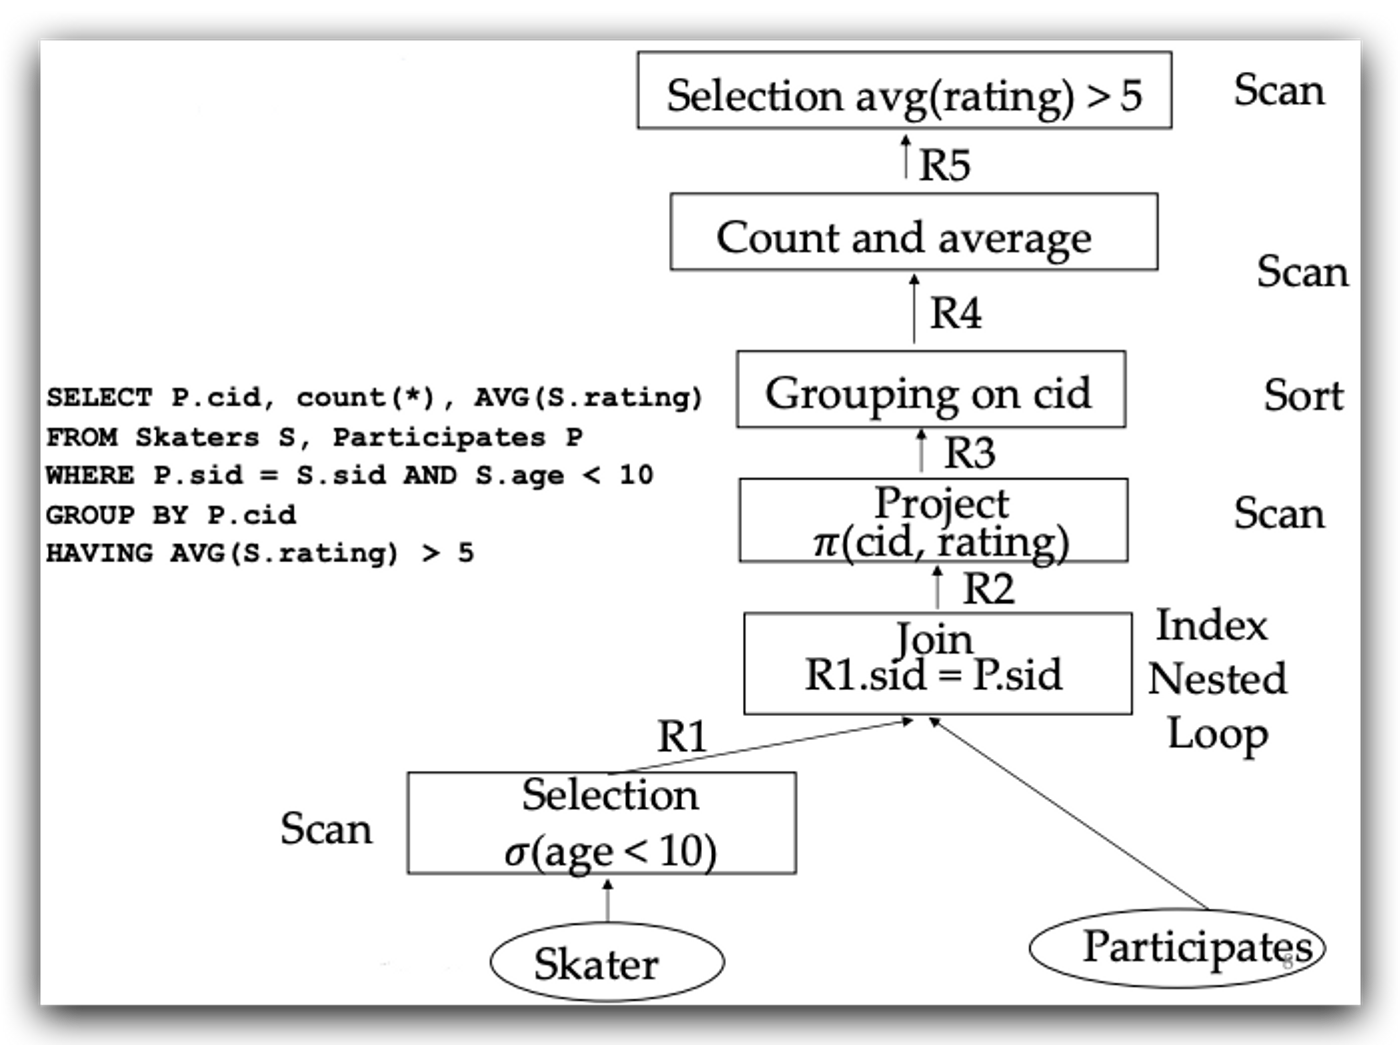 Selection avg(rating) > 5
Scan
R5
Count and average
Scan
R4
Grouping on cid
Sort
R3
Project
π(cid, rating)
Scan
R2
Join
R1.sid = P.sid
Index
Nested
Loop
SELECT P.cid, count(*), AVG(S.rating)
FROM Skaters S, Participates P
WHERE P.sid = S.sid AND S.age < 10
GROUP BY P.cid
HAVING AVG(S.rating) > 5
R1
Scan
Selection
σ(age < 10)
Skater
Participates
8